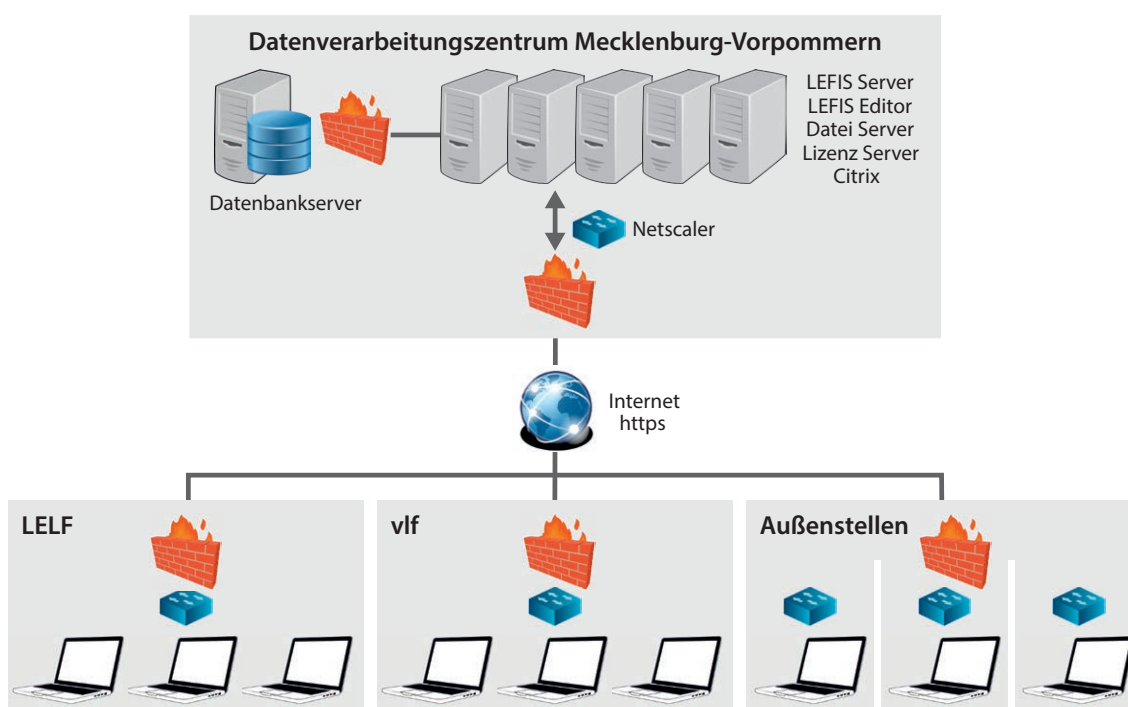 Datenverarbeitungszentrum Mecklenburg-Vorpommern
LEFIS Server
LEFIS Editor
Datei Server
Lizenz Server
Citrix
Datenbankserver
Netscaler
Internet
https
LELF
vlf
Außenstellen